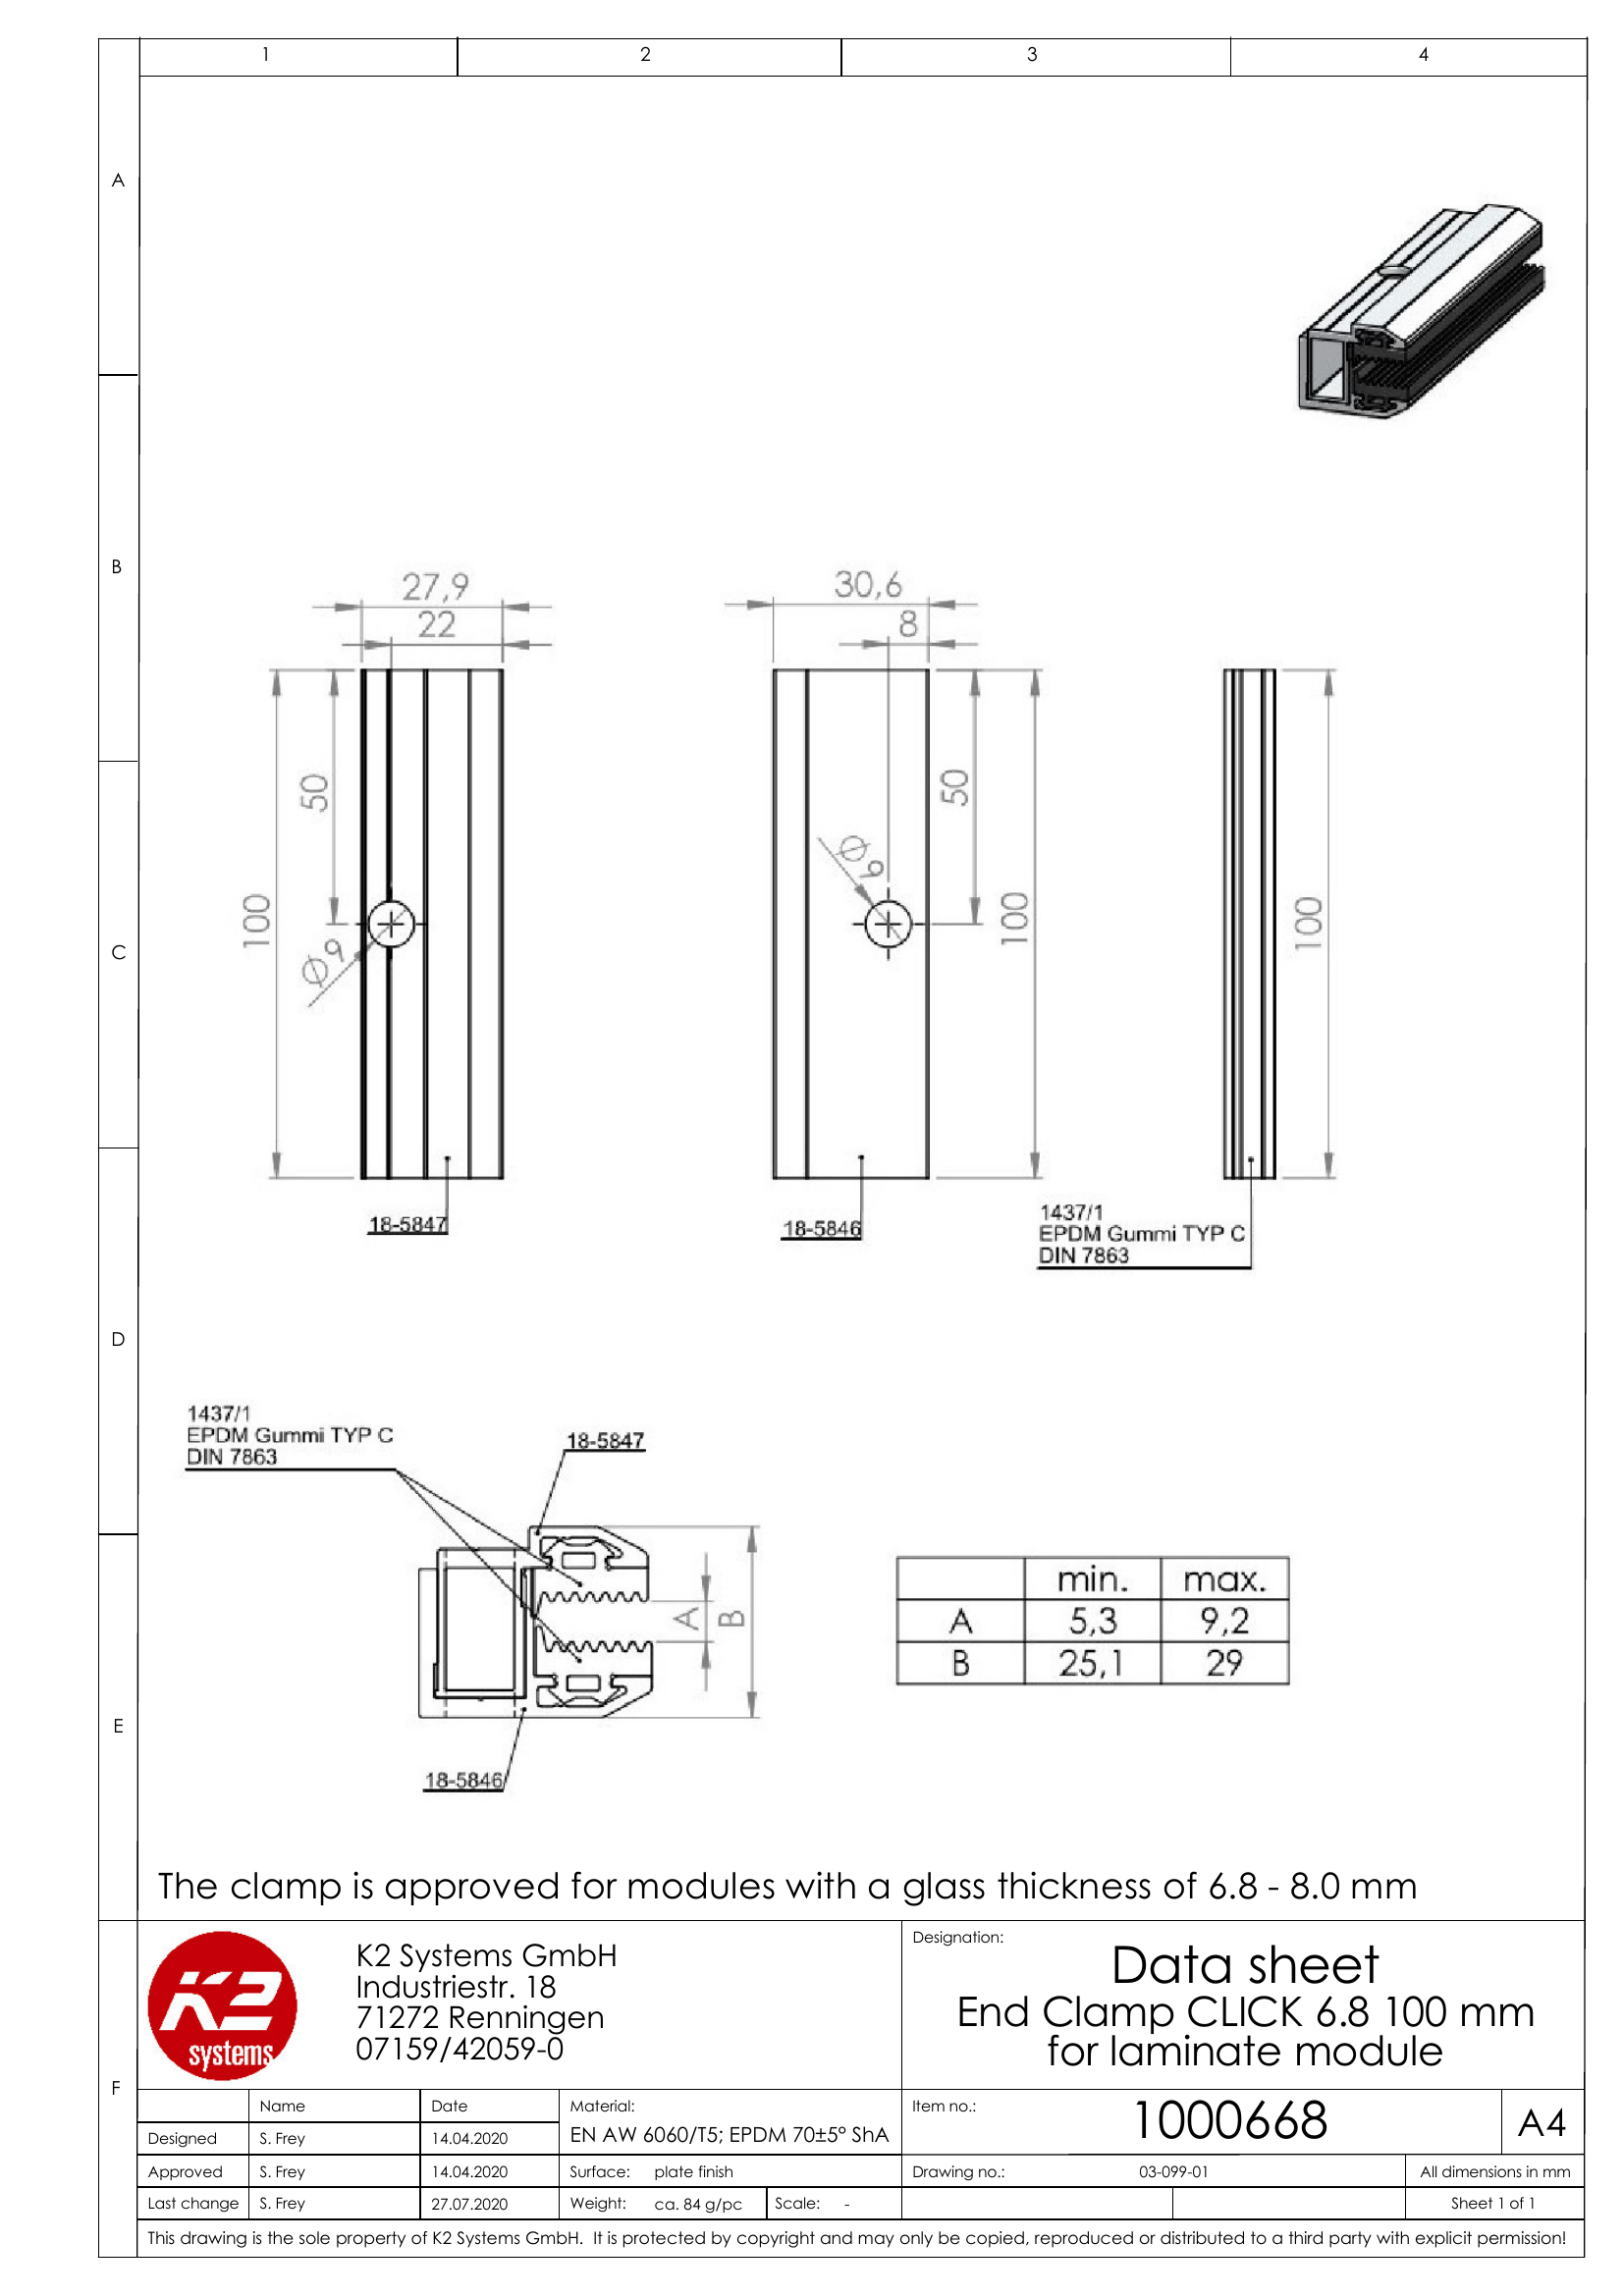 1 2 3 4
A
B
C
D
E
F
27,9
22
50
100
Ø9
18-5847
30,6
8
50
100
Ø9
18-5846
100
1437/1
EPDM Gummi TYP C
DIN 7863
1437/1
EPDM Gummi TYP C
DIN 7863
18-5847
A
B
18-5846
min. max.
A 5,3 9,2
B 25,1 29
The clamp is approved for modules with a glass thickness of 6.8 - 8.0 mm
K2
systems
K2 Systems GmbH
Industriestr. 18
71272 Renningen
07159/42059-0
Designation:
Data sheet
End Clamp CLICK 6.8 100 mm
for laminate module
Name Date
Designed S. Frey 14.04.2020
Approved S. Frey 14.04.2020
Last change S. Frey 27.07.2020
Material:
EN AW 6060/T5; EPDM 70±5° ShA
Surface: plate finish
Weight: ca. 84 g/pc Scale: -
Item no.: 1000668 A4
Drawing no.: 03-099-01 All dimensions in mm
Sheet 1 of 1
This drawing is the sole property of K2 Systems GmbH. It is protected by copyright and may only be copied, reproduced or distributed to a third party with explicit permission!